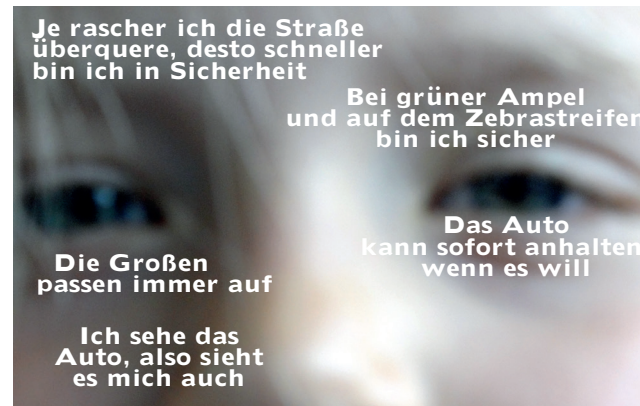 Je rascher ich die Straße
überquere, desto schneller
bin ich in Sicherheit
Bei grüner Ampel
und auf dem Zebrastreifen
bin ich sicher
Das Auto
kann sofort anhalten
wenn es will
Die Großen
passen immer auf
Ich sehe das
Auto, also sieht
es mich auch